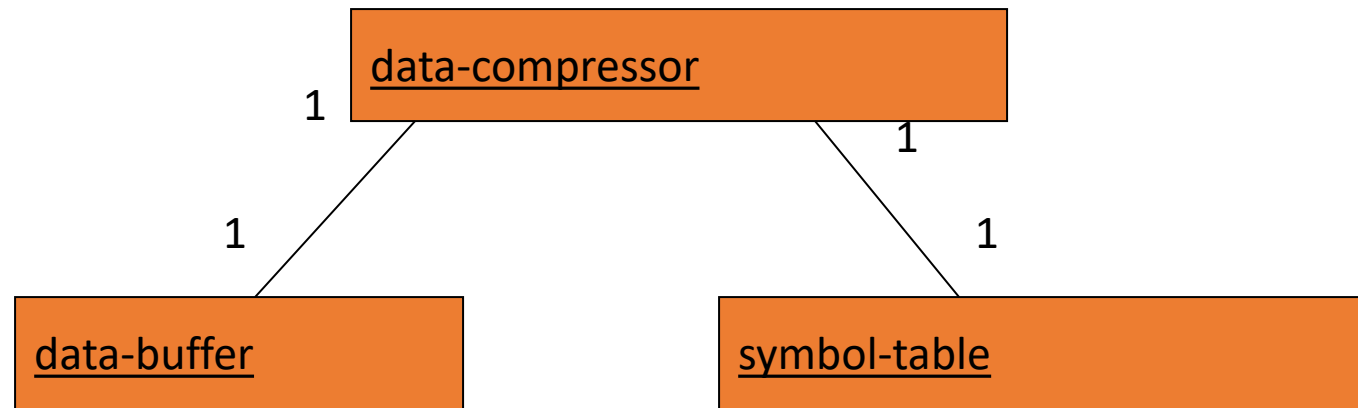 data-compressor
1
1
1
1
data-buffer
symbol-table